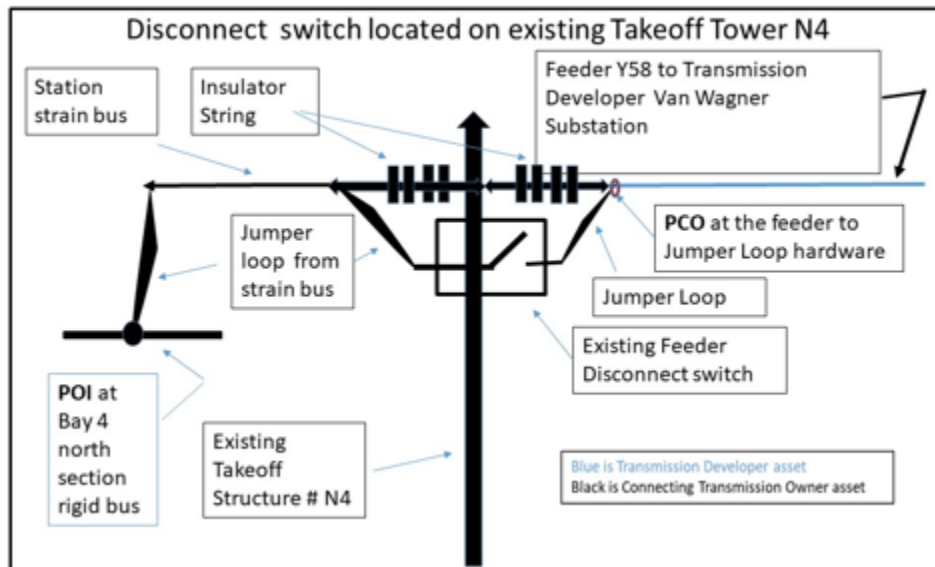 Disconnect switch located on existing Takeoff Tower N4
Station
strain bus
Insulator
String
Feeder Y58 to Transmission
Developer Van Wagner
Substation
Jumper
loop from
strain bus
PCO at the feeder to
Jumper Loop hardware
Jumper Loop
Existing Feeder
Disconnect switch
POI at
Bay 4
north
section
rigid bus
Existing
Takeoff
Structure # N4
Blue is Transmission Developer asset
Black is Connecting Transmission Owner asset